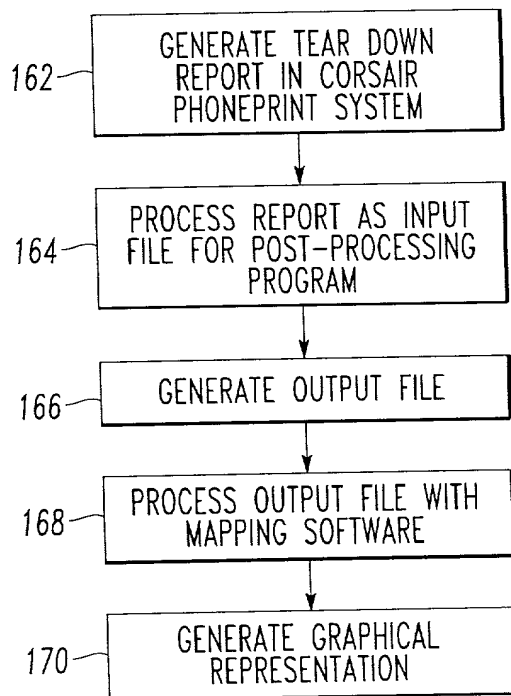 GENERATE TEAR DOWN
162 REPORT IN CORSAIR
PHONEPRINT SYSTEM
PROCESS REPORT AS INPUT
164 FILE FOR POST-PROCESSING
PROGRAM
166 GENERATE OUTPUT FILE
PROCESS OUTPUT FILE WITH
168 MAPPING SOFTWARE
GENERATE GRAPHICAL
170 REPRESENTATION